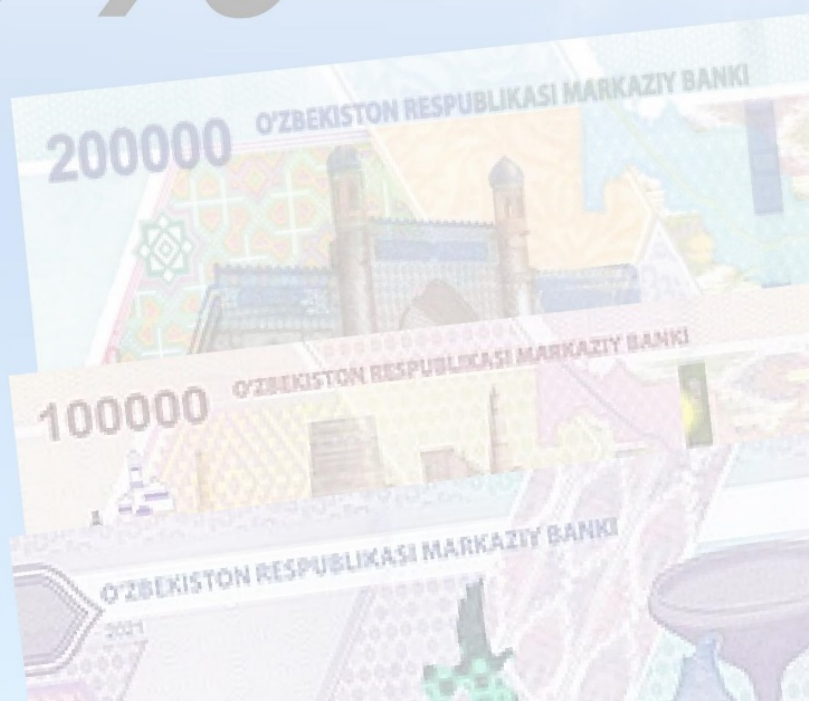 %
200000
O'ZBEKISTON RESPUBLIKASI MARKAZIY BANKI
100000
O'ZBEKISTON RESPUBLIKASI MARKAZIY BANKI
O'ZBEKISTON RESPUBLIKASI MARKAZIY BANKI
2021